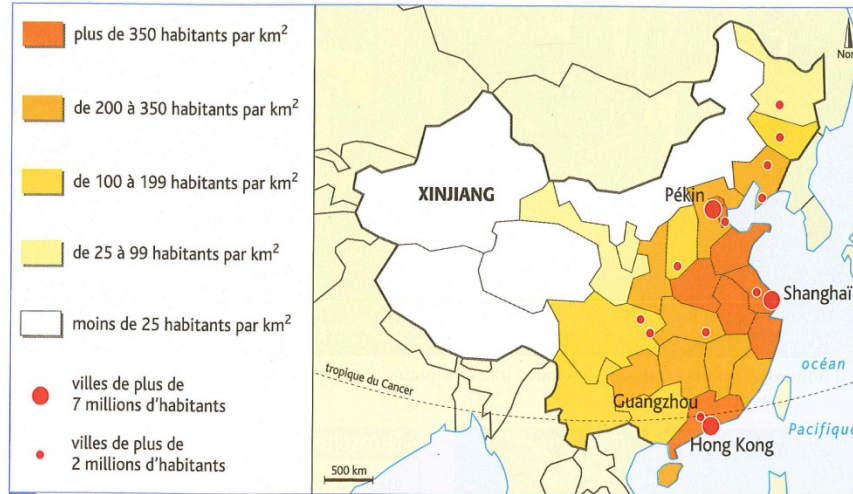 plus de 350 habitants par km²
de 200 à 350 habitants par km²
de 100 à 199 habitants par km²
de 25 à 99 habitants par km²
moins de 25 habitants par km²
villes de plus de
7 millions d'habitants
villes de plus de
2 millions d'habitants
Nor
XINJIANG
Pékin
Shanghaï
océan
Pacifique
tropique du Cancer
Guangzhou
Hong Kong
500 km